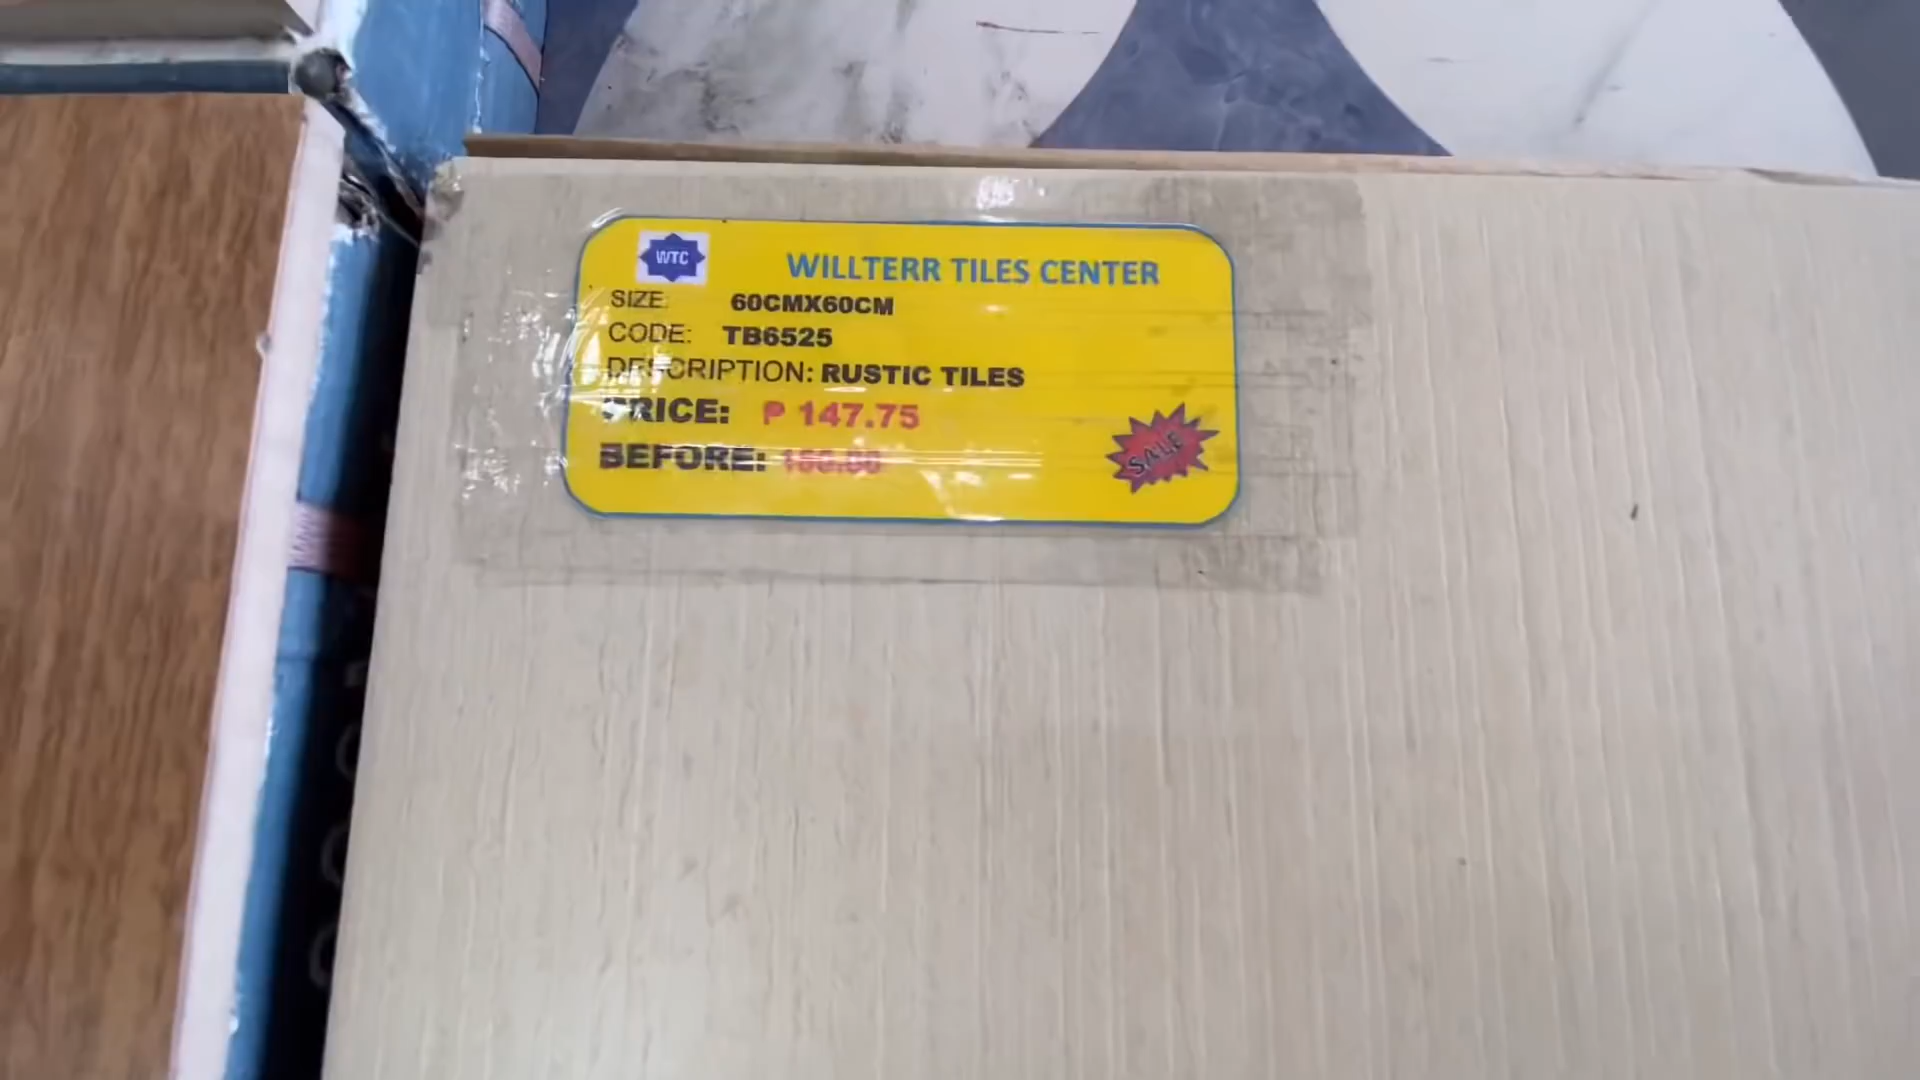 WTC
WILLTERR TILES CENTER
SIZE: 60CMX60CM
CODE: TB6525
DESCRIPTION: RUSTIC TILES
PRICE: ₱ 147.75
BEFORE:
SALE